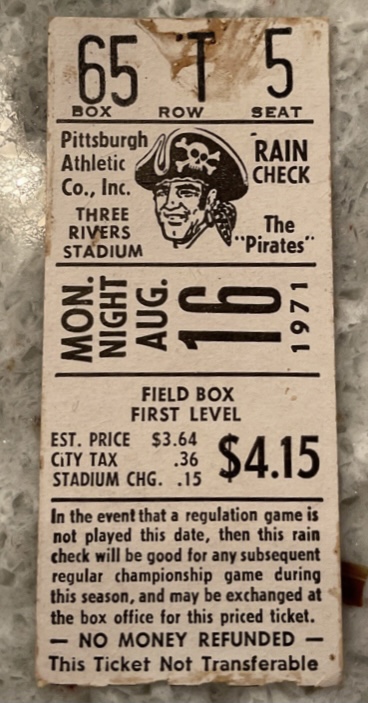 65 T 5
BOX ROW SEAT
Pittsburgh
Athletic
Co., Inc.
THREE
RIVERS
STADIUM
RAIN
CHECK
The
"Pirates"
MON.
NIGHT
AUG.
16
1971
FIELD BOX
FIRST LEVEL
EST. PRICE $3.64
CITY TAX .36
STADIUM CHG. .15
$4.15
In the event that a regulation game is
not played this date, then this rain
check will be good for any subsequent
regular championship game during
this season, and may be exchanged at
the box office for this priced ticket.
— NO MONEY REFUNDED —
This Ticket Not Transferable